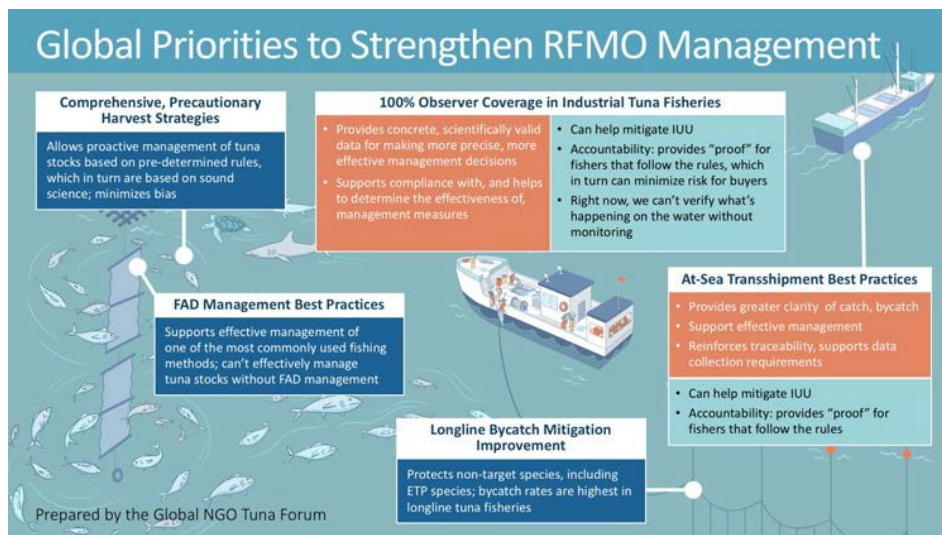 Global Priorities to Strengthen RFMO Management
Comprehensive, Precautionary
Harvest Strategies
Allows proactive management of tuna
stocks based on pre-determined rules,
which in turn are based on sound
science; minimizes bias
100% Observer Coverage in Industrial Tuna Fisheries
• Provides concrete, scientifically valid
data for making more precise, more
effective management decisions
• Supports compliance with, and helps
to determine the effectiveness of,
management measures
• Can help mitigate IUU
• Accountability: provides “proof” for
fishers that follow the rules, which
in turn can minimize risk for buyers
• Right now, we can’t verify what’s
happening on the water without
monitoring
FAD Management Best Practices
Supports effective management of
one of the most commonly used fishing
methods; can’t effectively manage
tuna stocks without FAD management
At-Sea Transshipment Best Practices
• Provides greater clarity of catch, bycatch
• Support effective management
• Reinforces traceability, supports data
collection requirements
• Can help mitigate IUU
• Accountability: provides “proof” for
fishers that follow the rules
Longline Bycatch Mitigation
Improvement
Protects non-target species, including
ETP species; bycatch rates are highest in
longline tuna fisheries
Prepared by the Global NGO Tuna Forum